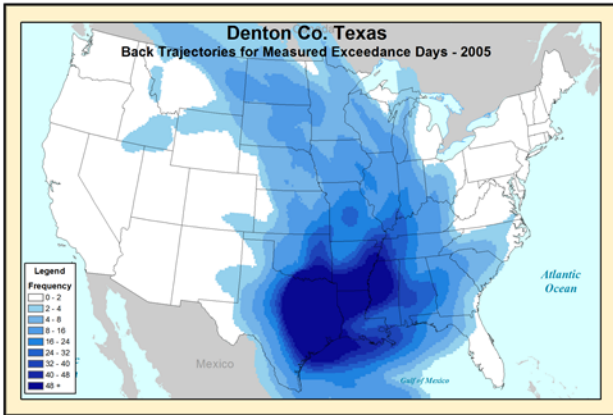 Denton Co. Texas
Back Trajectories for Measured Exceedance Days - 2005
Atlantic
Ocean
Legend
Frequency
0 - 2
2 - 4
4 - 8
8 - 16
16 - 24
24 - 32
32 - 40
40 - 48
48 +
Mexico
Gulf of Mexico